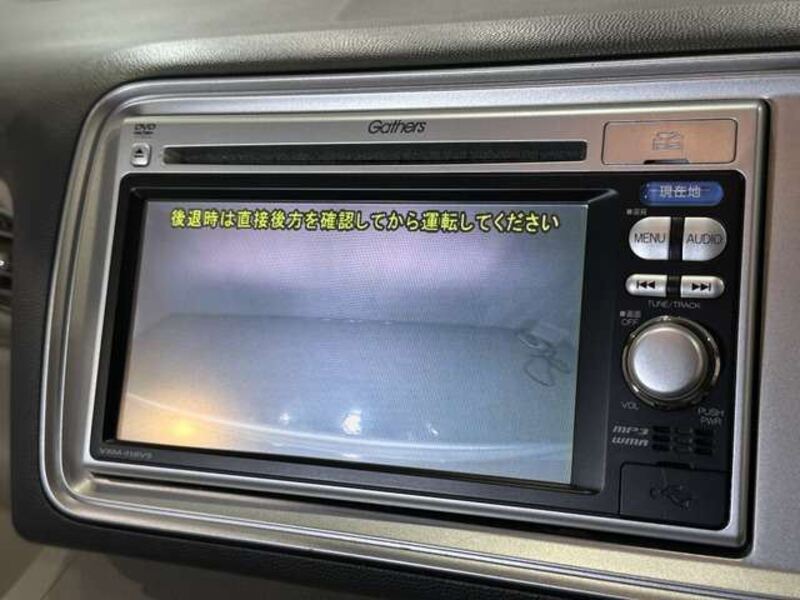 DVD
Gathers
後退時は直接後方を確認してから運転してください
現在地
MENU
AUDIO
TUNE/TRACK
■画面
OFF
VOL
PUSH
PWR
MP3
WMA